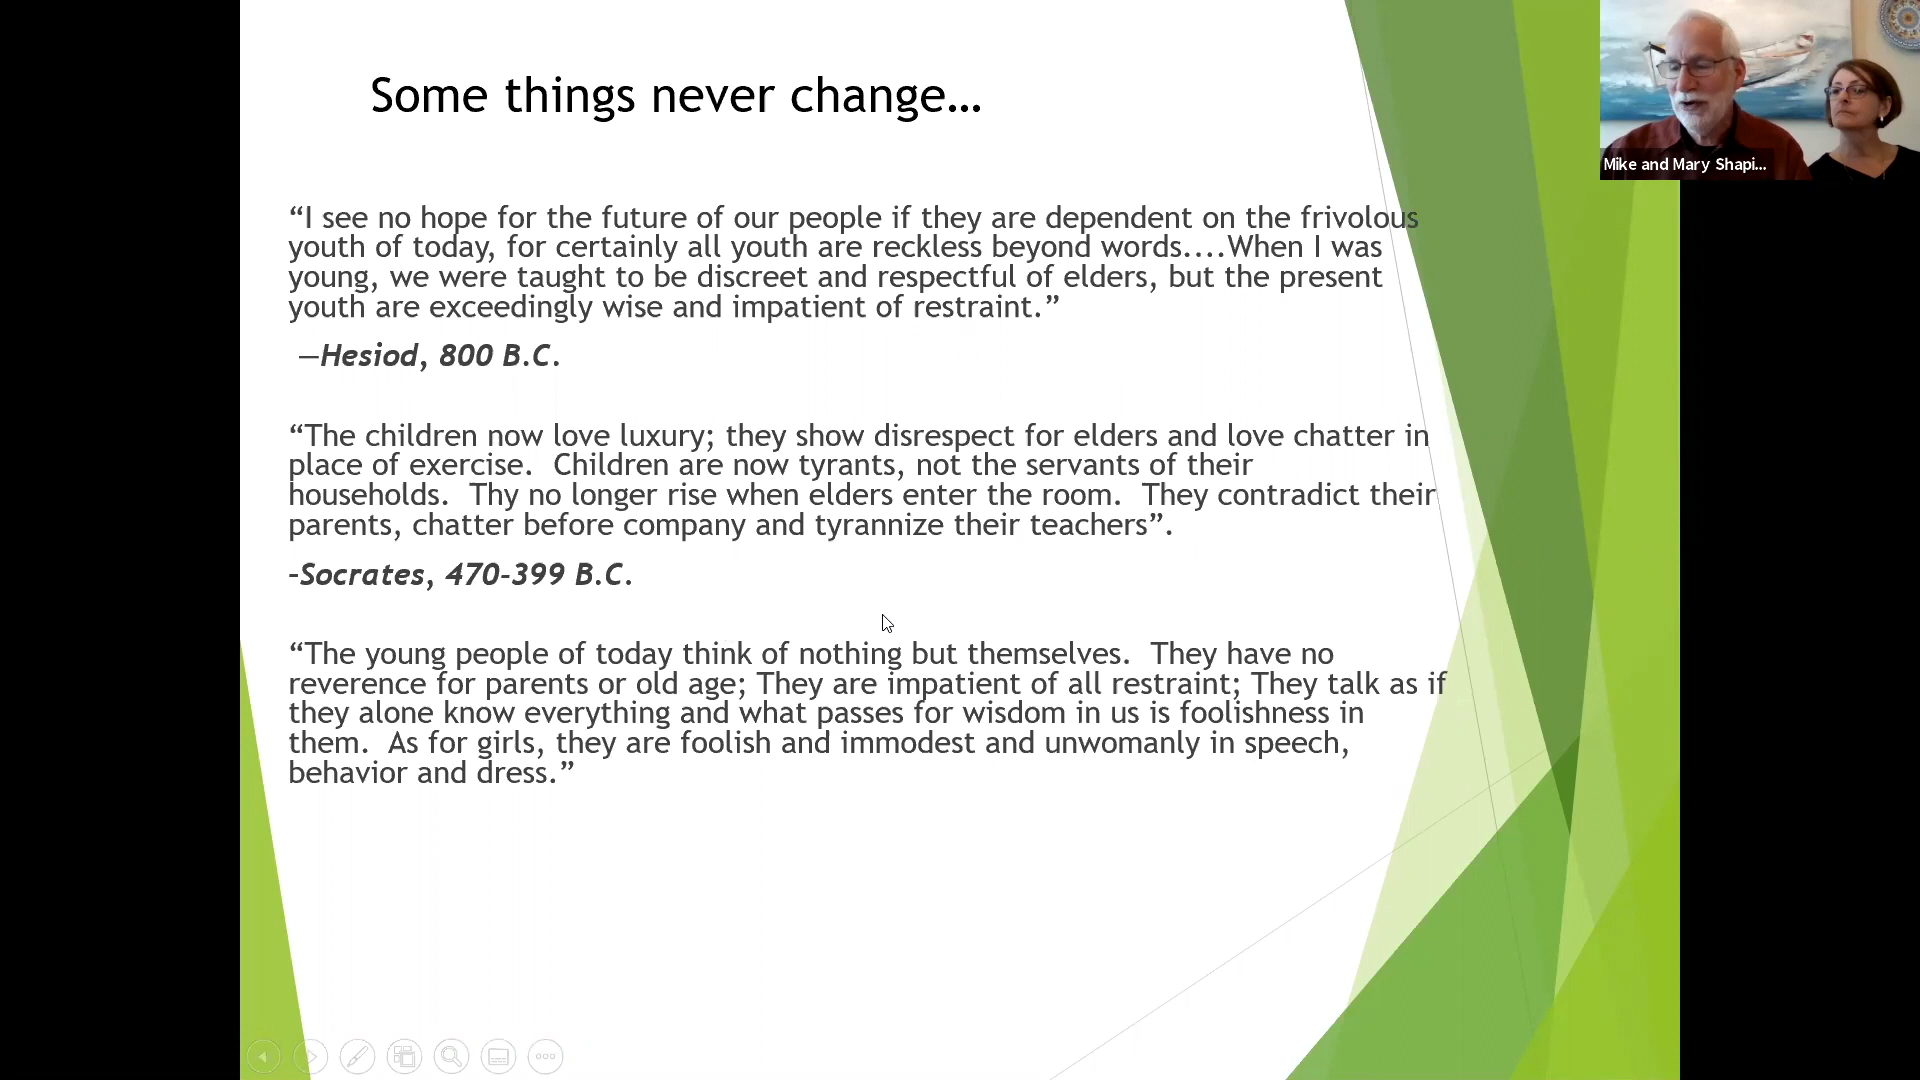 Some things never change…
Mike and Mary Shapi...
“I see no hope for the future of our people if they are dependent on the frivolous
youth of today, for certainly all youth are reckless beyond words....When I was
young, we were taught to be discreet and respectful of elders, but the present
youth are exceedingly wise and impatient of restraint.”
—Hesiod, 800 B.C.
“The children now love luxury; they show disrespect for elders and love chatter in
place of exercise.  Children are now tyrants, not the servants of their
households.  Thy no longer rise when elders enter the room.  They contradict their
parents, chatter before company and tyrannize their teachers”.
-Socrates, 470-399 B.C.
“The young people of today think of nothing but themselves.  They have no
reverence for parents or old age; They are impatient of all restraint; They talk as if
they alone know everything and what passes for wisdom in us is foolishness in
them.  As for girls, they are foolish and immodest and unwomanly in speech,
behavior and dress.”